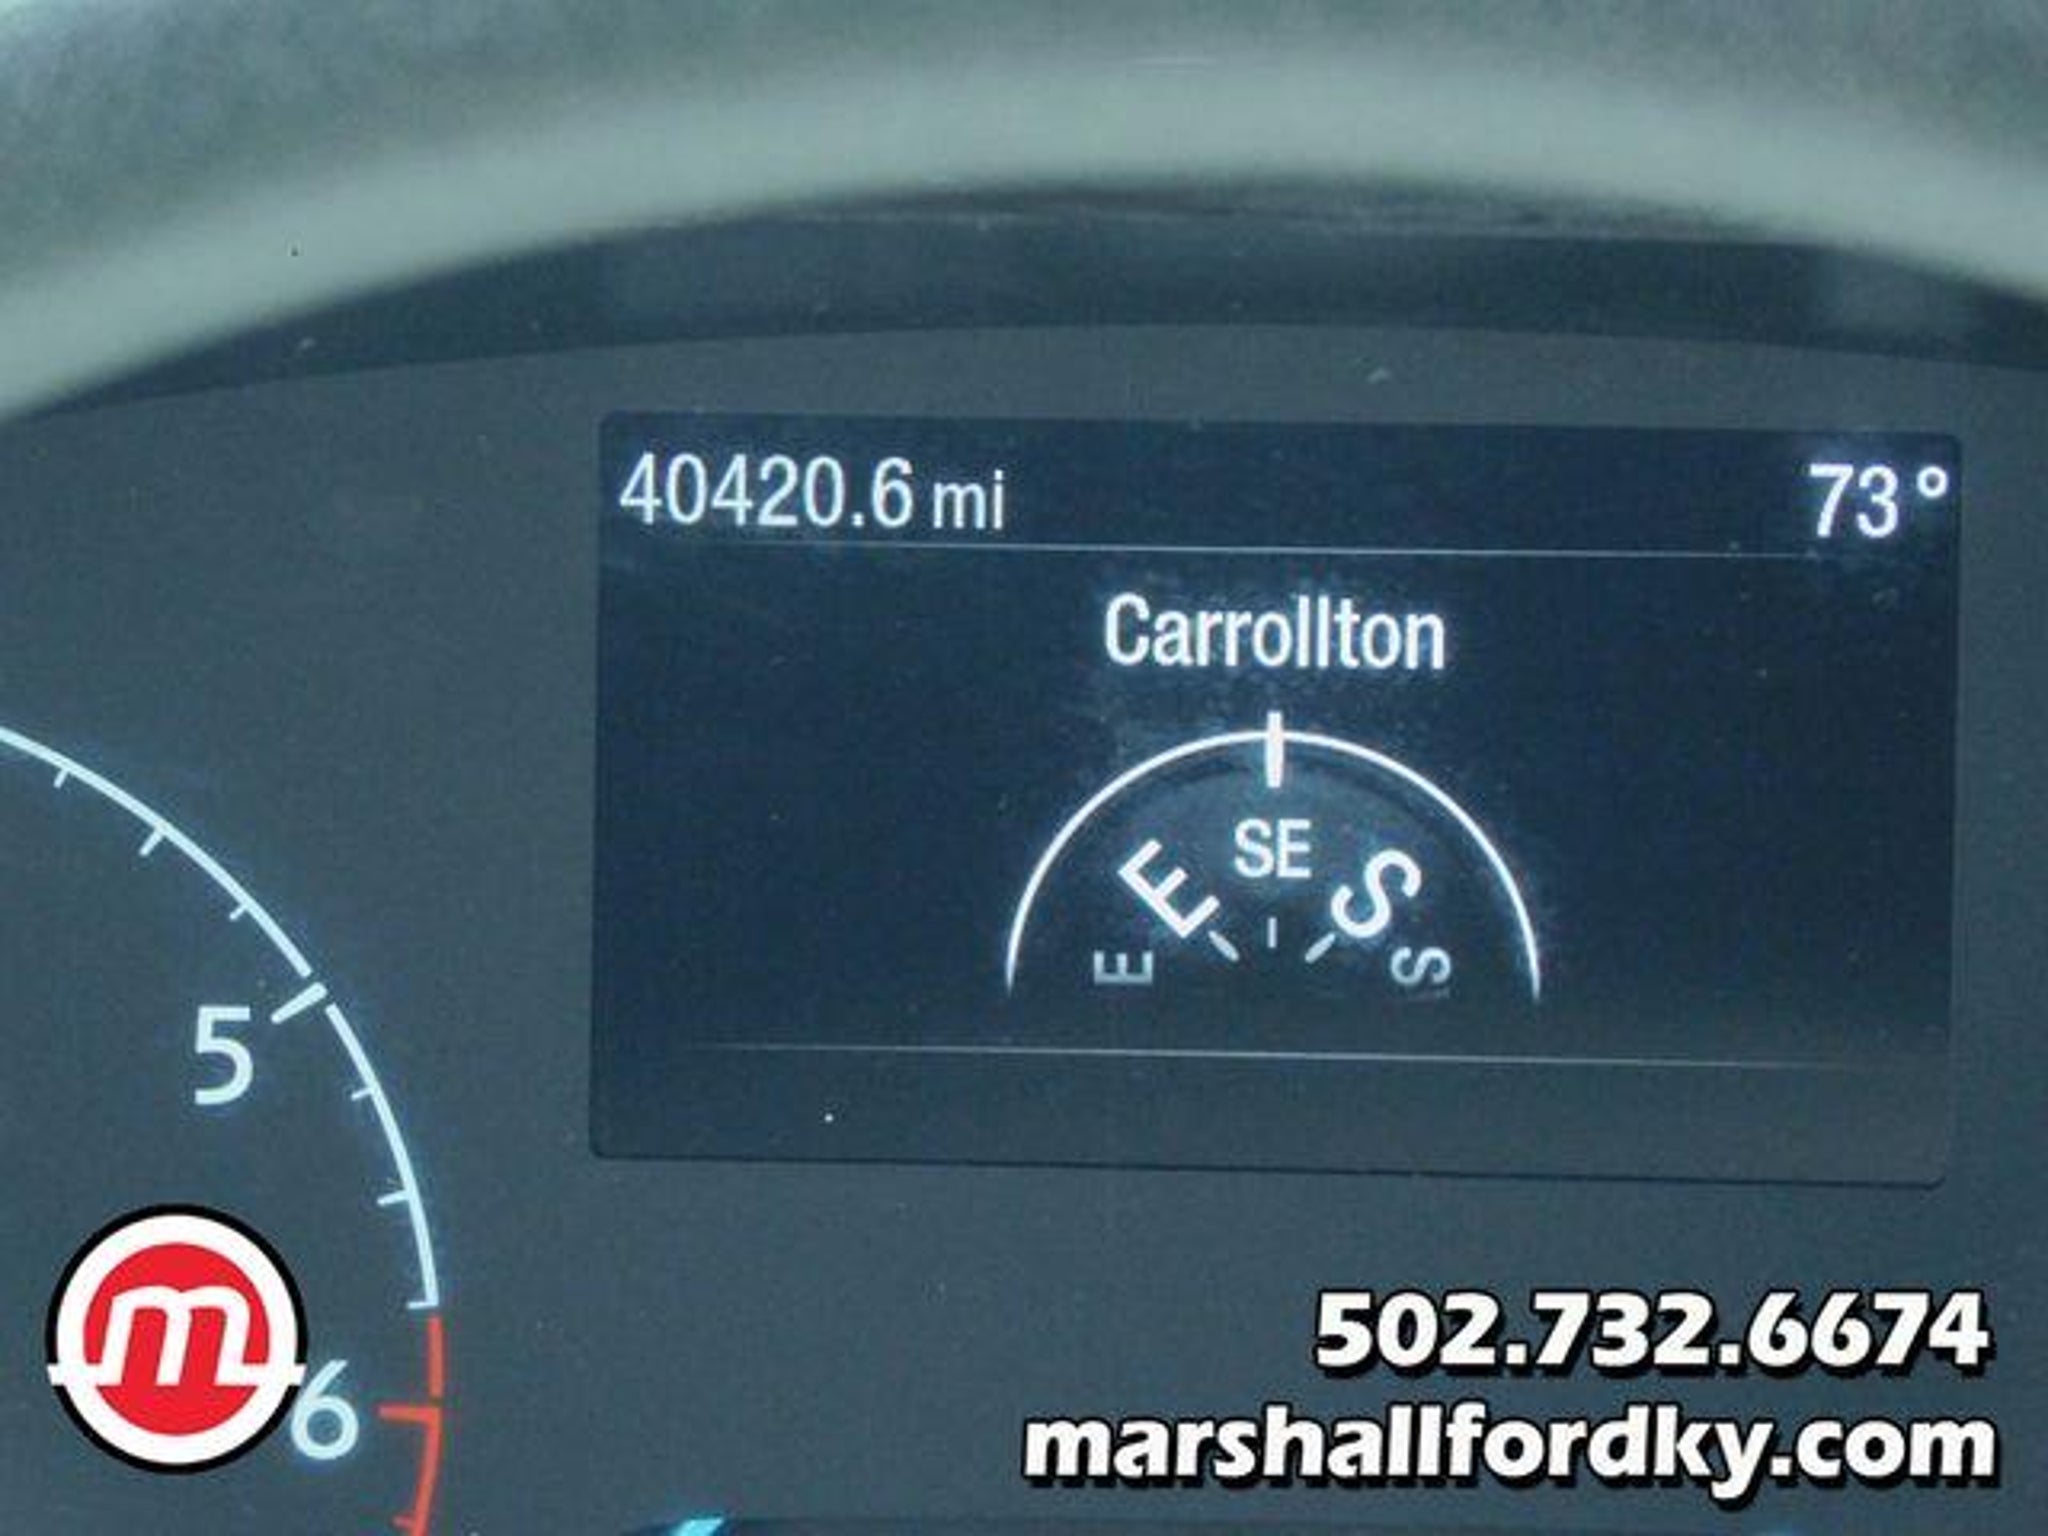 40420.6 mi 73°
Carrollton
SE
E S
E S
5
6
m
502.732.6674
marshallfordky.com